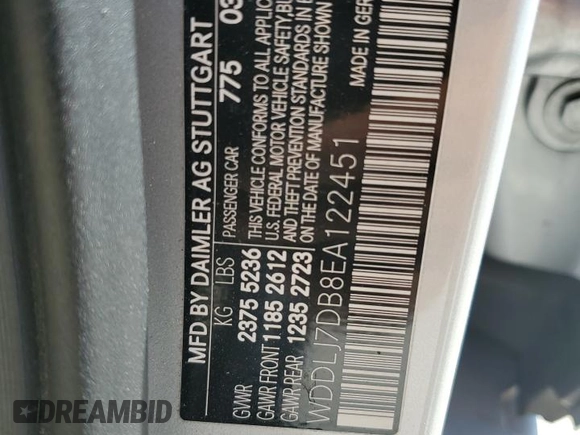 MFD BY DAIMLER AG STUTTGART
775 03
KG LBS
PASSENGER CAR
GVWR 2375 5236
GAWR FRONT 1185 2612
GAWR REAR 1235 2723
THIS VEHICLE CONFORMS TO ALL
U.S. FEDERAL MOTOR VEHICLE SAFETY,
AND THEFT PREVENTION STANDARDS IN
ON THE DATE OF MANUFACTURE SHOWN
MADE IN
WDDLJ7DB8EA122451
DREAMBID